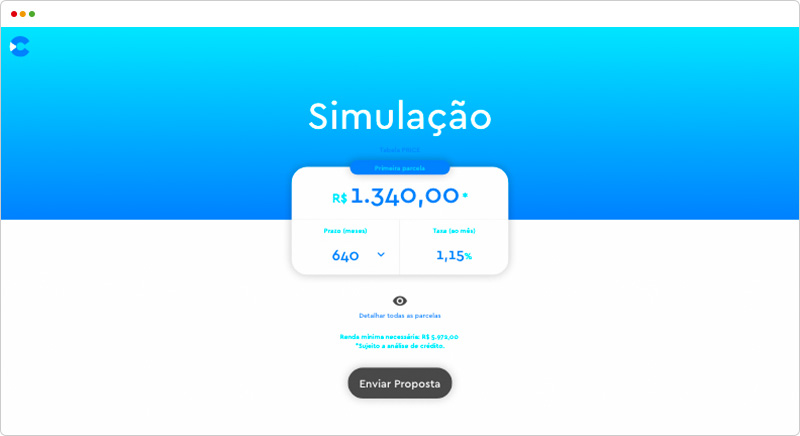 Simulação
Tabela PRICE
Primeira parcela
R$ 1.340,00*
Prazo (meses)
Taxa (ao mês)
640
1,15%
Detalhar todas as parcelas
Renda mínima necessária: R$ 5.972,00
*Sujeito a análise de crédito.
Enviar Proposta